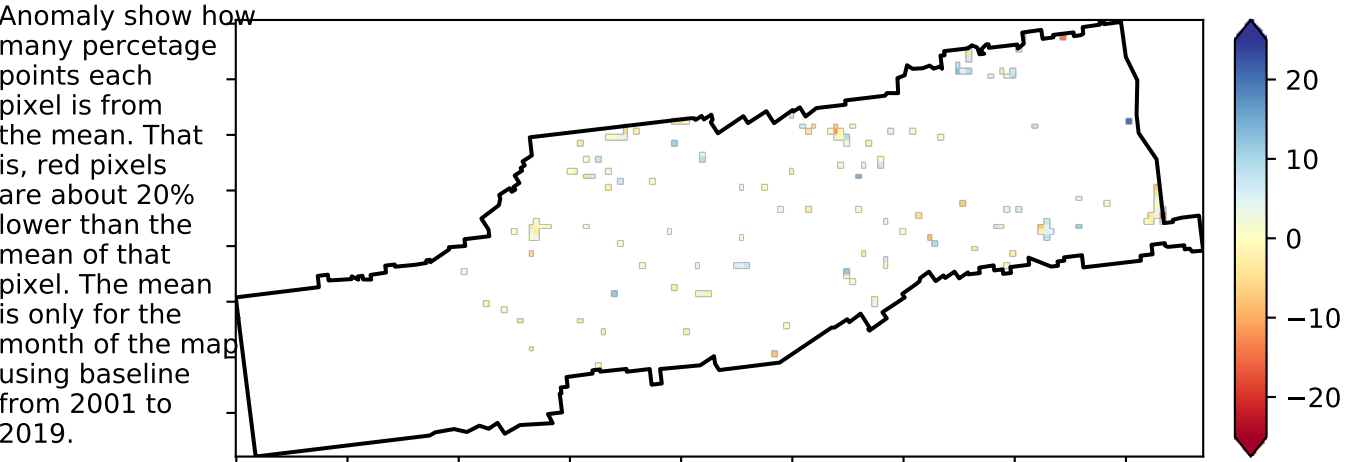 Anomaly show how
many percetage
points each
pixel is from
the mean. That
is, red pixels
are about 20%
lower than the
mean of that
pixel. The mean
is only for the
month of the map
using baseline
from 2001 to
2019.
20
10
0
−10
−20